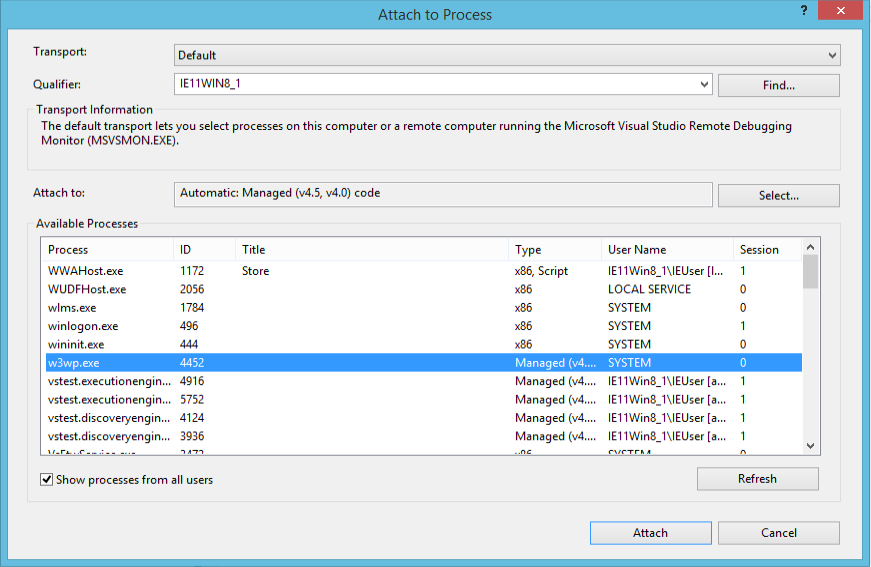 Attach to Process
?
Transport: Default
Qualifier: IE11WIN8_1 Find...
Transport Information
The default transport lets you select processes on this computer or a remote computer running the Microsoft Visual Studio Remote Debugging
Monitor (MSVSMON.EXE).
Attach to: Automatic: Managed (v4.5, v4.0) code Select...
Available Processes
Process ID Title Type User Name Session
WWAHost.exe 1172 Store x86, Script IE11Win8_1\IEUser [I... 1
WUDFHost.exe 2056 x86 LOCAL SERVICE 0
wlms.exe 1784 x86 SYSTEM 0
winlogon.exe 496 x86 SYSTEM 1
wininit.exe 444 x86 SYSTEM 0
w3wp.exe 4452 Managed (v4.... SYSTEM 0
vstest.executionengin... 4916 Managed (v4.... IE11Win8_1\IEUser [a... 1
vstest.executionengin... 5752 Managed (v4.... IE11Win8_1\IEUser [a... 1
vstest.discoveryengin... 4124 Managed (v4.... IE11Win8_1\IEUser [a... 1
vstest.discoveryengin... 3936 Managed (v4.... IE11Win8_1\IEUser [a... 1
x86 SYSTEM 0
Show processes from all users Refresh
Attach Cancel